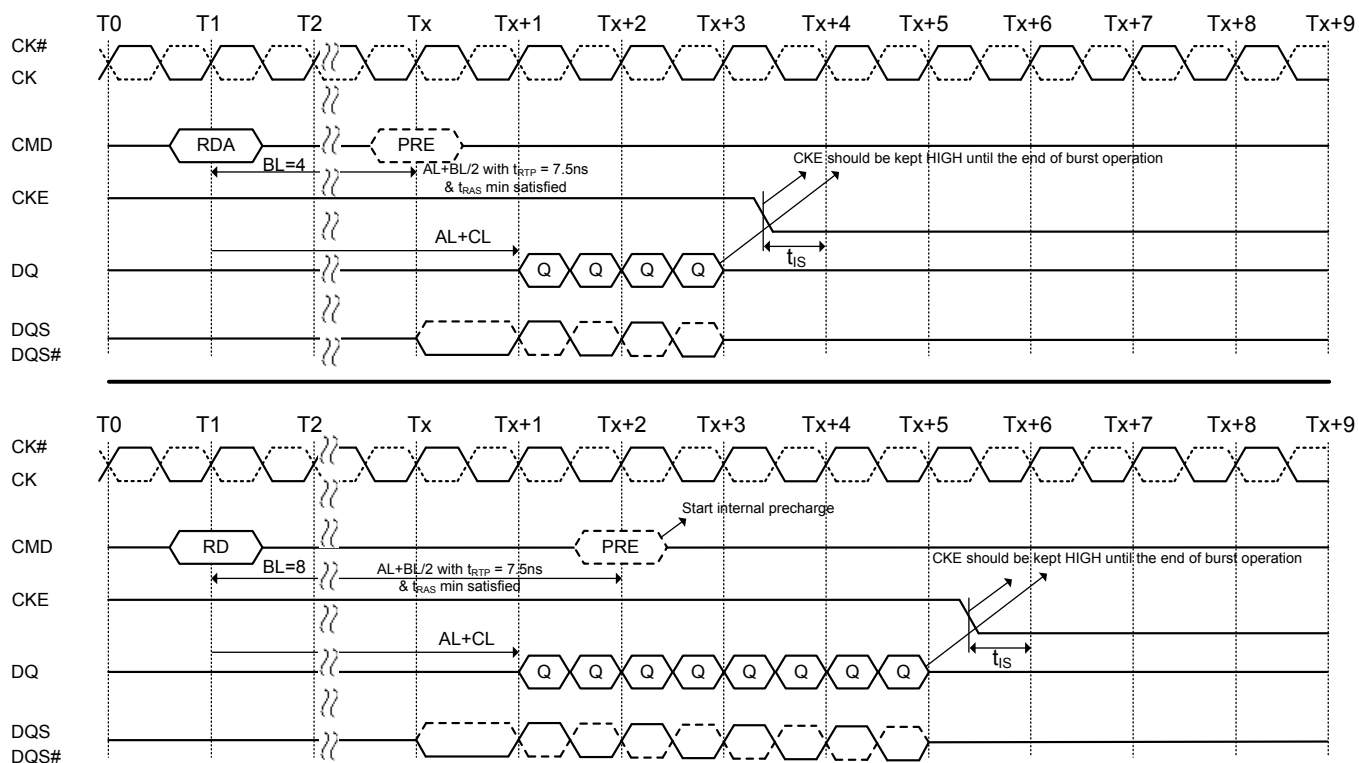 T0 T1 T2 Tx Tx+1 Tx+2 Tx+3 Tx+4 Tx+5 Tx+6 Tx+7 Tx+8 Tx+9
CK#
CK
CMD RDA PRE
BL=4 AL+BL/2 with tRTP = 7.5ns
& tRAS min satisfied
CKE should be kept HIGH until the end of burst operation
CKE
AL+CL
tIS
DQ Q Q Q Q
DQS
DQS#
T0 T1 T2 Tx Tx+1 Tx+2 Tx+3 Tx+4 Tx+5 Tx+6 Tx+7 Tx+8 Tx+9
CK#
CK
Start internal precharge
CMD RD PRE
CKE should be kept HIGH until the end of burst operation
BL=8 AL+BL/2 with tRTP = 7.5ns
& tRAS min satisfied
CKE
AL+CL
tIS
DQ Q Q Q Q Q Q Q Q
DQS
DQS#